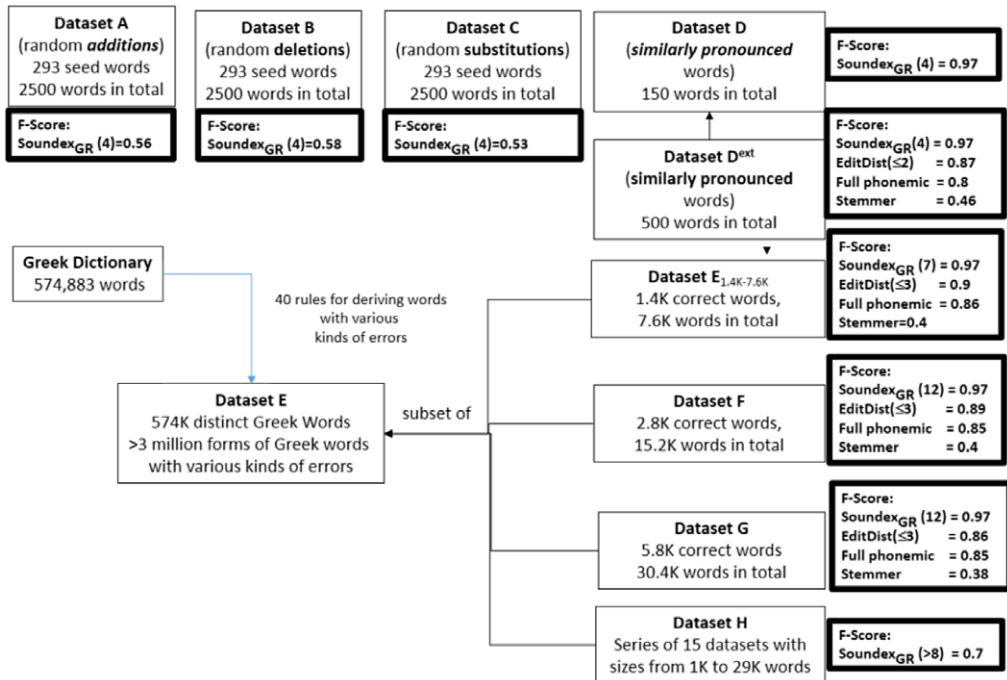 Dataset A
(random additions)
293 seed words
2500 words in total
F-Score:
SoundexGR (4)=0.56
Dataset B
(random deletions)
293 seed words
2500 words in total
F-Score:
SoundexGR (4)=0.58
Dataset C
(random substitutions)
293 seed words
2500 words in total
F-Score:
SoundexGR (4)=0.53
Dataset D
(similarly pronounced
words)
150 words in total
F-Score:
SoundexGR (4) = 0.97
Dataset Dext
(similarly pronounced
words)
500 words in total
F-Score:
SoundexGR(4) = 0.97
EditDist(≤2) = 0.87
Full phonemic = 0.8
Stemmer = 0.46
Greek Dictionary
574,883 words
40 rules for deriving words
with various
kinds of errors
Dataset E1.4K-7.6K
1.4K correct words,
7.6K words in total
F-Score:
SoundexGR (7) = 0.97
EditDist(≤3) = 0.9
Full phonemic = 0.86
Stemmer=0.4
Dataset E
574K distinct Greek Words
>3 million forms of Greek words
with various kinds of errors
subset of
Dataset F
2.8K correct words,
15.2K words in total
F-Score:
SoundexGR (12) = 0.97
EditDist(≤3) = 0.89
Full phonemic = 0.85
Stemmer = 0.4
Dataset G
5.8K correct words
30.4K words in total
F-Score:
SoundexGR (12) = 0.97
EditDist(≤3) = 0.86
Full phonemic = 0.85
Stemmer = 0.38
Dataset H
Series of 15 datasets with
sizes from 1K to 29K words
F-Score:
SoundexGR (>8) = 0.7